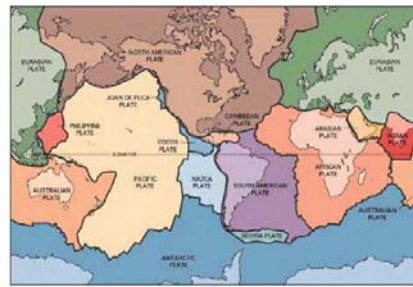 NORTH AMERICAN
PLATE
EURASIAN
PLATE
EURASIAN
PLATE
JUAN DE FUCA
PLATE
CARIBBEAN
PLATE
PHILIPPINE
PLATE
ARABIAN
PLATE
INDIAN
PLATE
COCOS
PLATE
EQUATOR
AUSTRALIAN
PLATE
PACIFIC
PLATE
NAZCA
PLATE
SOUTH AMERICAN
PLATE
AFRICAN
PLATE
AUSTRALIAN
PLATE
SCOTIA PLATE
ANTARCTIC
PLATE